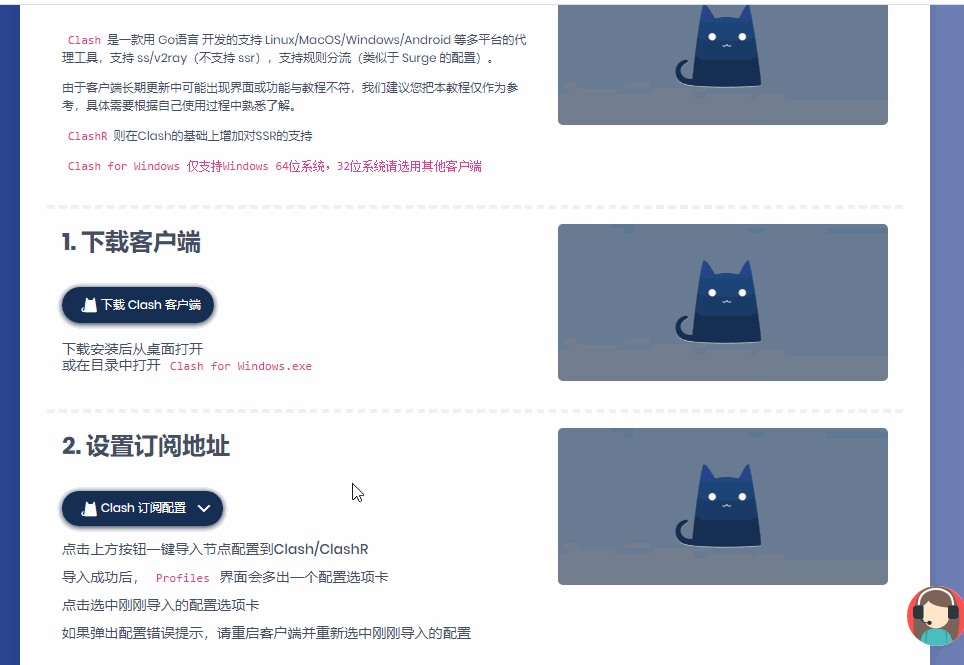 Clash 是一款用 Go语言 开发的支持 Linux/MacOS/Windows/Android 等多平台的代
理工具，支持 ss/v2ray（不支持 ssr），支持规则分流（类似于 Surge 的配置）。
由于客户端长期更新中可能出现界面或功能与教程不符，我们建议您把本教程仅作为参
考，具体需要根据自己使用过程中熟悉了解。
ClashR 则在Clash的基础上增加对SSR的支持
Clash for Windows 仅支持Windows 64位系统，32位系统请选用其他客户端
1. 下载客户端
下载 Clash 客户端
下载安装后从桌面打开
或在目录中打开 Clash for Windows.exe
2. 设置订阅地址
Clash 订阅配置
点击上方按钮一键导入节点配置到Clash/ClashR
导入成功后， Profiles 界面会多出一个配置选项卡
点击选中刚刚导入的配置选项卡
如果弹出配置错误提示，请重启客户端并重新选中刚刚导入的配置